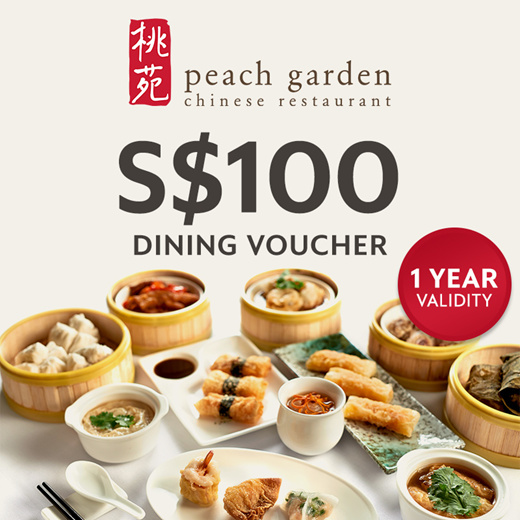 桃苑
peach garden
chinese restaurant
S$100
DINING VOUCHER
1 YEAR
VALIDITY